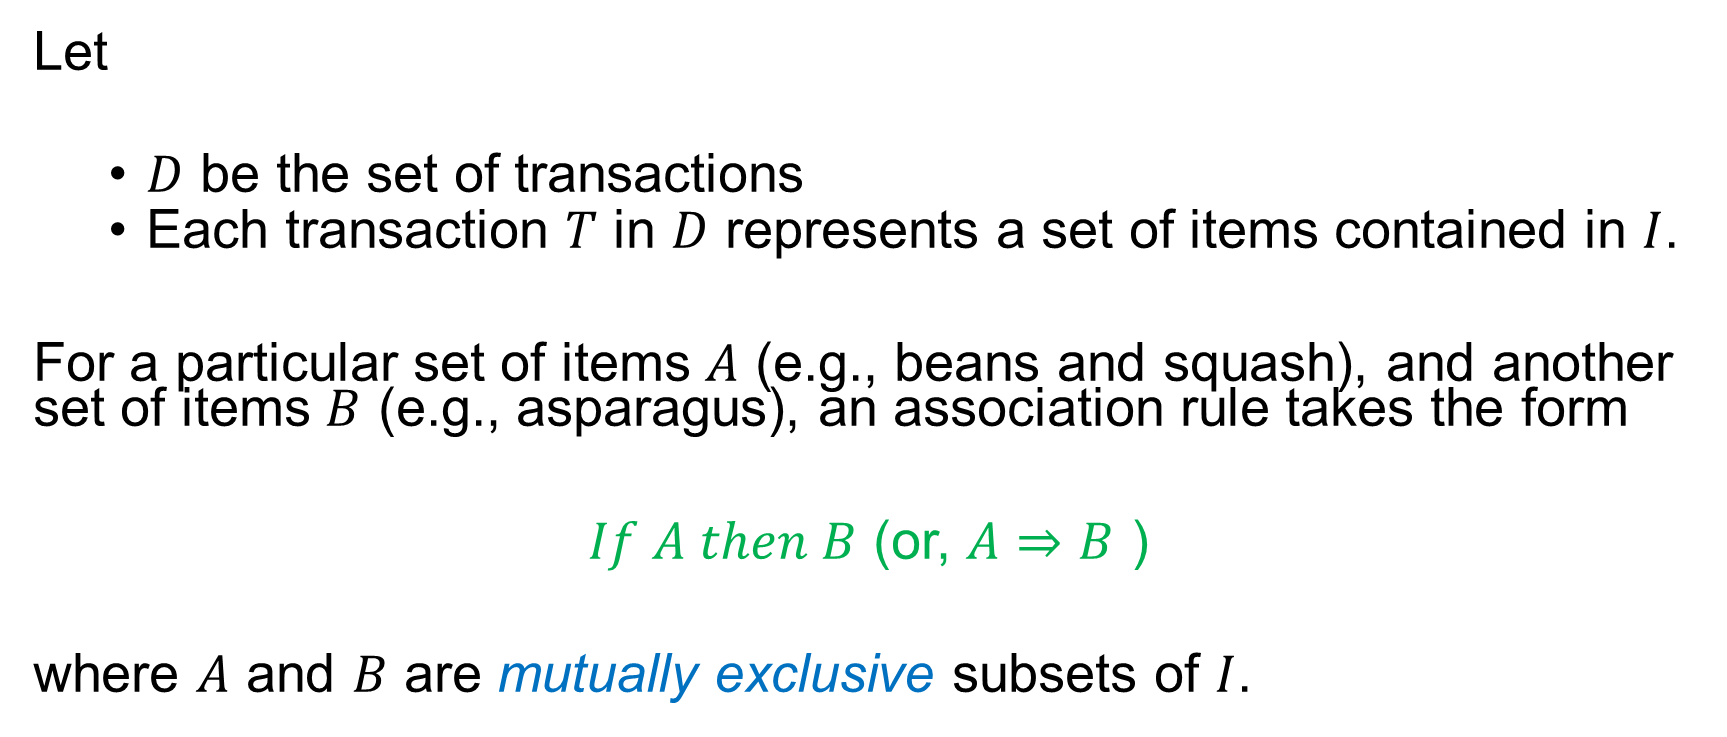 Let
• D be the set of transactions
• Each transaction T in D represents a set of items contained in I.
For a particular set of items A (e.g., beans and squash), and another
set of items B (e.g., asparagus), an association rule takes the form
If A then B (or, A ⇒ B )
where A and B are mutually exclusive subsets of I.